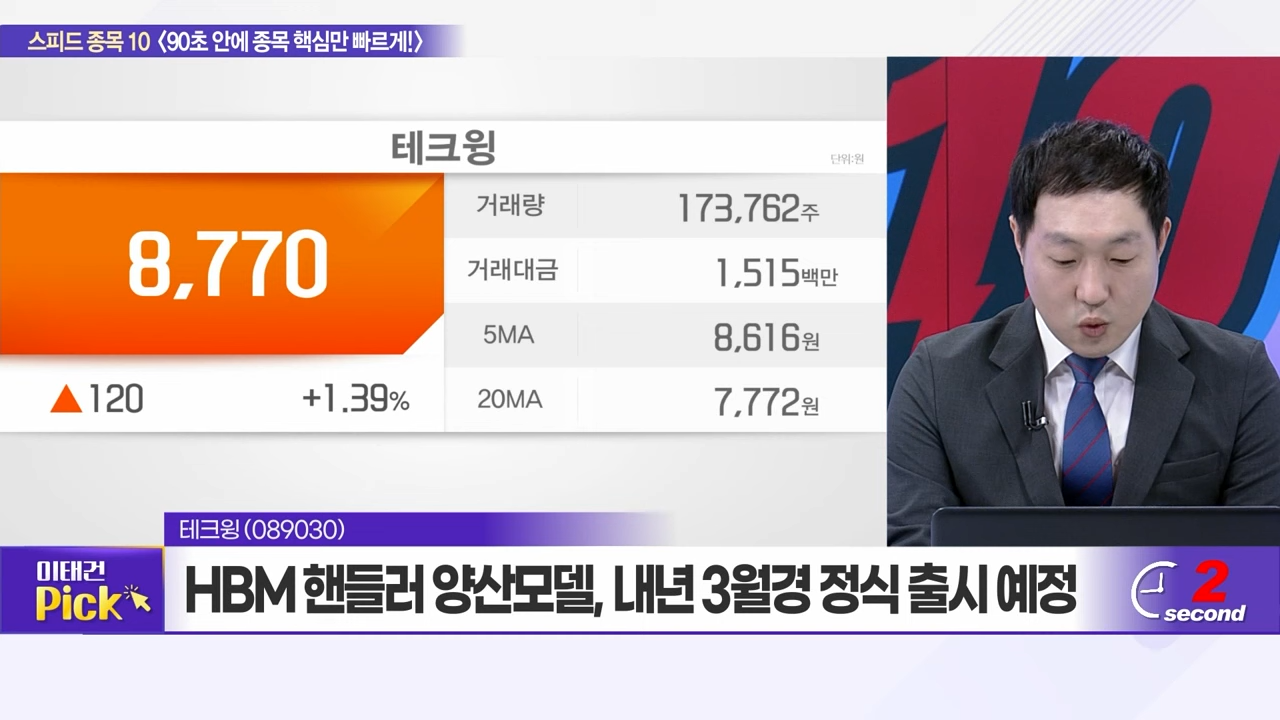 스피드 종목 10 〈90초 안에 종목 핵심만 빠르게!〉
10
테크윙
단위:원
8,770
▲120 +1.39%
거래량 173,762주
거래대금 1,515백만
5MA 8,616원
20MA 7,772원
테크윙(089030)
이태건
Pick
HBM 핸들러 양산모델, 내년 3월경 정식 출시 예정
2
second